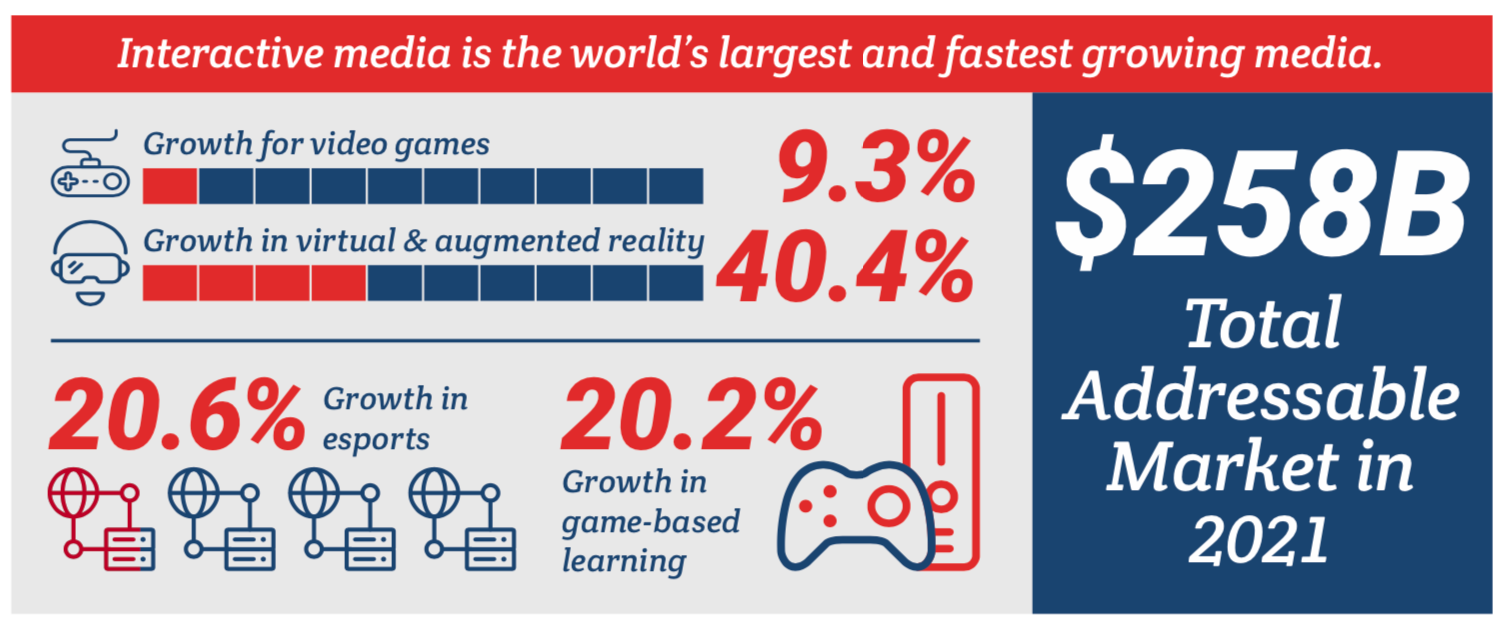 Interactive media is the world's largest and fastest growing media.
Growth for video games
9.3%
Growth in virtual & augmented reality
40.4%
20.6%
Growth in
esports
20.2%
Growth in
game-based
learning
$258B
Total
Addressable
Market in
2021